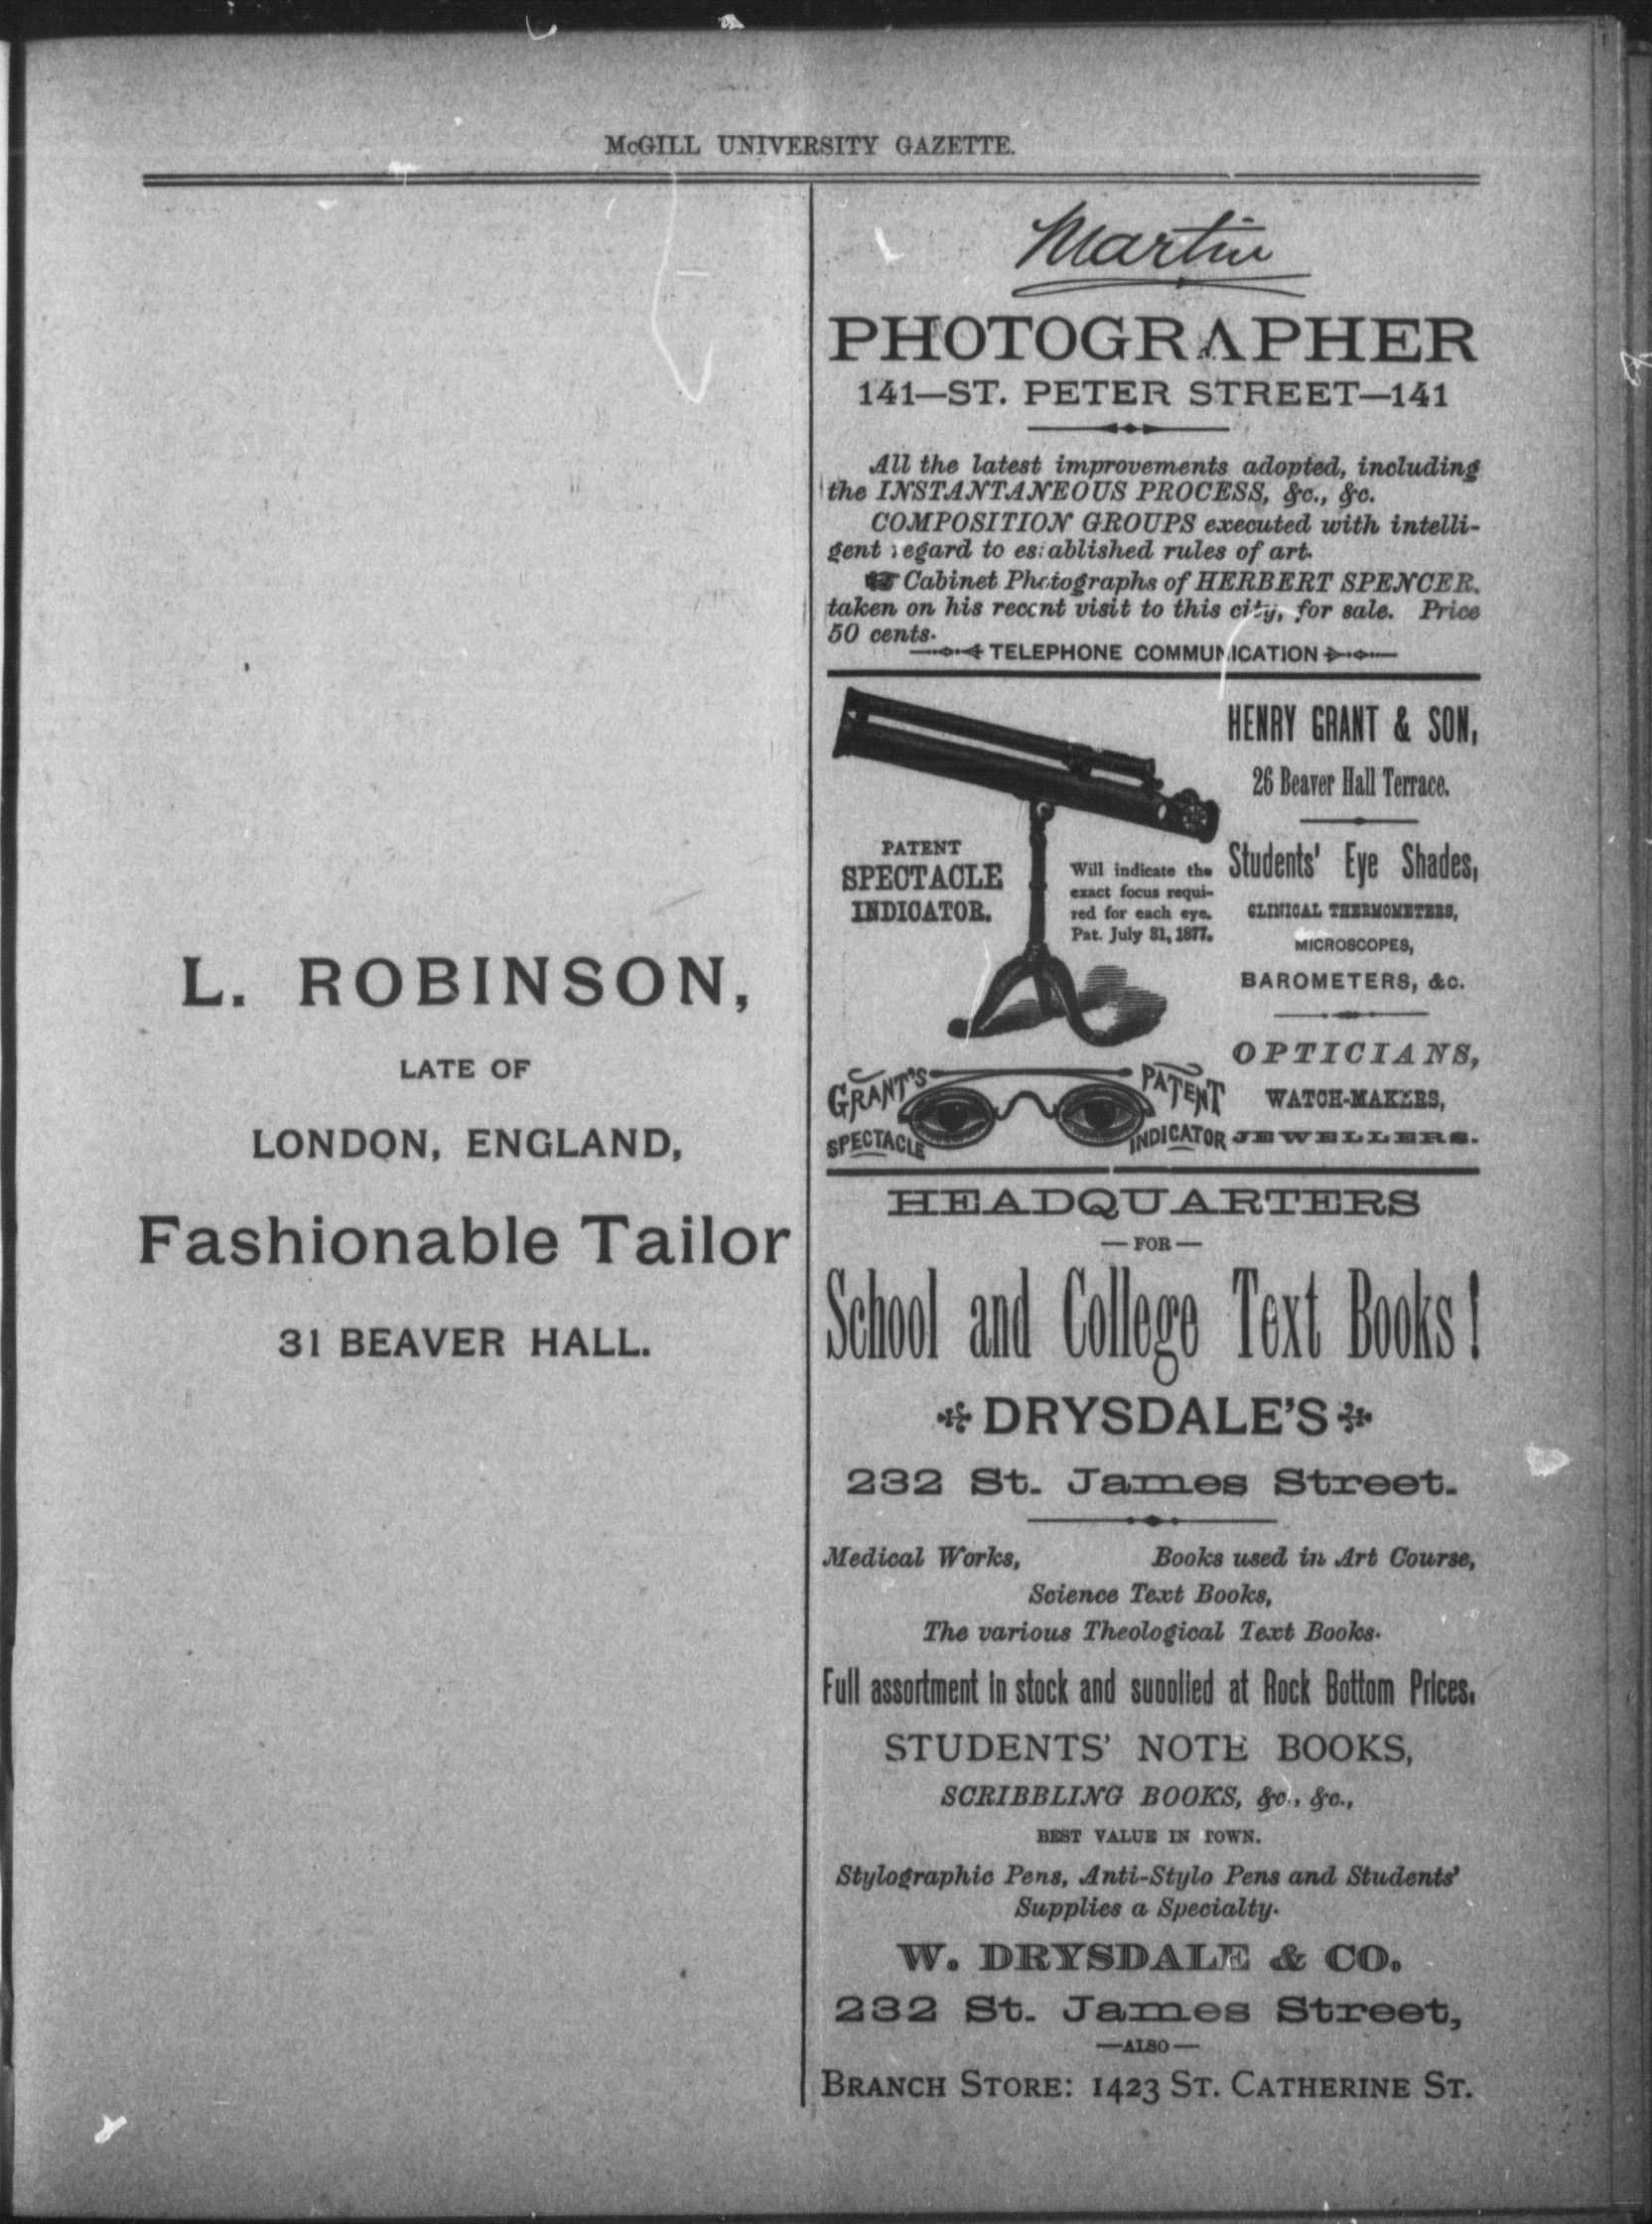 McGILL UNIVERSITY GAZETTE.
L. ROBINSON,
LATE OF
LONDON, ENGLAND,
Fashionable Tailor
31 BEAVER HALL.
Martin
PHOTOGRAPHER
141—ST. PETER STREET—141
All the latest improvements adopted, including
the INSTANTANEOUS PROCESS, &c., &c.
COMPOSITION GROUPS executed with intelli-
gent regard to established rules of art.
☞ Cabinet Photographs of HERBERT SPENCER,
taken on his recent visit to this city, for sale. Price
50 cents.
TELEPHONE COMMUNICATION
HENRY GRANT & SON,
26 Beaver Hall Terrace.
PATENT
SPECTACLE
INDICATOR.
Will indicate the
exact focus requi-
red for each eye.
Pat. July 31, 1877.
Students' Eye Shades,
CLINICAL THERMOMETERS,
MICROSCOPES,
BAROMETERS, &c.
OPTICIANS,
WATCH-MAKERS,
JEWELLERS.
GRANT'S PATENT
SPECTACLE INDICATOR
HEADQUARTERS
—FOR—
School and College Text Books!
DRYSDALE'S
232 St. James Street.
Medical Works, Books used in Art Course,
Science Text Books,
The various Theological Text Books.
Full assortment in stock and supplied at Rock Bottom Prices.
STUDENTS' NOTE BOOKS,
SCRIBBLING BOOKS, &c., &c.,
BEST VALUE IN TOWN.
Stylographic Pens, Anti-Stylo Pens and Students'
Supplies a Specialty.
W. DRYSDALE & CO.
232 St. James Street,
—ALSO—
BRANCH STORE: 1423 ST. CATHERINE ST.